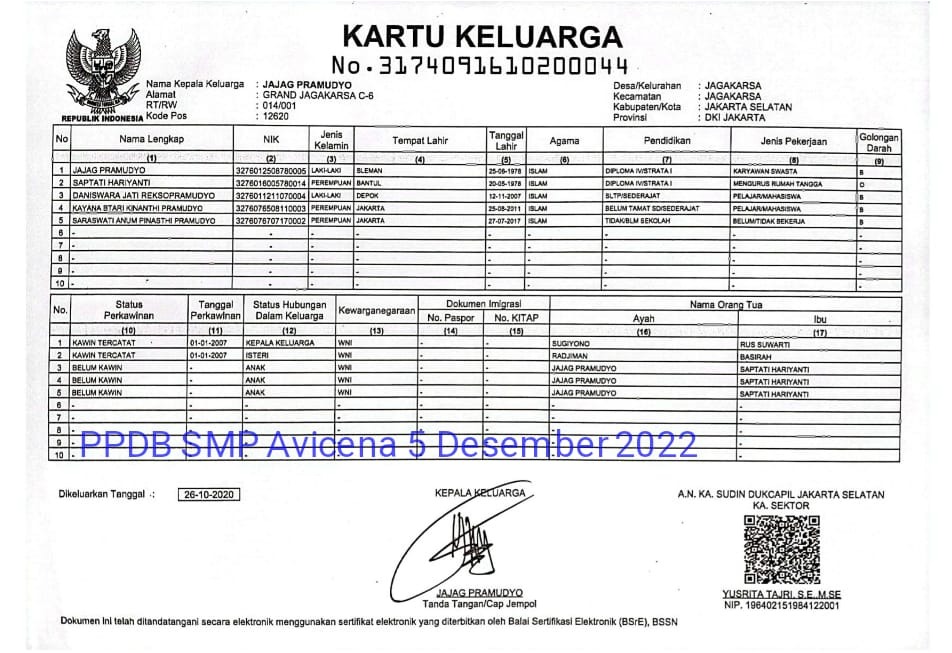 KARTU KELUARGA
No. 3174091610200044
REPUBLIK INDONESIA
Nama Kepala Keluarga : JAJAG PRAMUDYO
Alamat : GRAND JAGAKARSA C-6
RT/RW : 014/001
Kode Pos : 12620
Desa/Kelurahan : JAGAKARSA
Kecamatan : JAGAKARSA
Kabupaten/Kota : JAKARTA SELATAN
Provinsi : DKI JAKARTA
No Nama Lengkap NIK Jenis Kelamin Tempat Lahir Tanggal Lahir Agama Pendidikan Jenis Pekerjaan Golongan Darah
(1) (2) (3) (4) (5) (6) (7) (8) (9)
1 JAJAG PRAMUDYO 3276012508780005 LAKI-LAKI SLEMAN 25-08-1978 ISLAM DIPLOMA IV/STRATA I KARYAWAN SWASTA B
2 SAPTATI HARIYANTI 3276016005780014 PEREMPUAN BANTUL 20-05-1978 ISLAM DIPLOMA IV/STRATA I MENGURUS RUMAH TANGGA O
3 DANISWARA JATI REKSOPRAMUDYO 3276011211070004 LAKI-LAKI DEPOK 12-11-2007 ISLAM SLTP/SEDERAJAT PELAJAR/MAHASISWA B
4 KAYANA BTARI KINANTHI PRAMUDYO 3276076508110003 PEREMPUAN JAKARTA 25-08-2011 ISLAM BELUM TAMAT SD/SEDERAJAT PELAJAR/MAHASISWA B
5 SARASWATI ANUM PINASTHI PRAMUDYO 3276076707170002 PEREMPUAN JAKARTA 27-07-2017 ISLAM TIDAK/BLM SEKOLAH BELUM/TIDAK BEKERJA B
6 - - - - - - - - -
7 - - - - - - - - -
8 - - - - - - - - -
9 - - - - - - - - -
10 - - - - - - - - -
No. Status Perkawinan Tanggal Perkawinan Status Hubungan Dalam Keluarga Kewarganegaraan Dokumen Imigrasi Nama Orang Tua
No. Paspor No. KITAP Ayah Ibu
(10) (11) (12) (13) (14) (15) (16) (17)
1 KAWIN TERCATAT 01-01-2007 KEPALA KELUARGA WNI - - SUGIYONO RUS SUWARTI
2 KAWIN TERCATAT 01-01-2007 ISTERI WNI - - RADJIMAN BASIRAH
3 BELUM KAWIN - ANAK WNI - - JAJAG PRAMUDYO SAPTATI HARIYANTI
4 BELUM KAWIN - ANAK WNI - - JAJAG PRAMUDYO SAPTATI HARIYANTI
5 BELUM KAWIN - ANAK WNI - - JAJAG PRAMUDYO SAPTATI HARIYANTI
6 - - - - - - - -
7 - - - - - - - -
8 - - - - - - - -
9 - - - - - - - -
10 - - - - - - - -
PPDB SMP Avicena 5 Desember 2022
Dikeluarkan Tanggal : 26-10-2020
KEPALA KELUARGA
JAJAG PRAMUDYO
Tanda Tangan/Cap Jempol
A.N. KA. SUDIN DUKCAPIL JAKARTA SELATAN
KA. SEKTOR
YUSRITA TAJRI, S.E.,M.SE
NIP. 196402151984122001
Dokumen ini telah ditandatangani secara elektronik menggunakan sertifikat elektronik yang diterbitkan oleh Balai Sertifikasi Elektronik (BSrE), BSSN